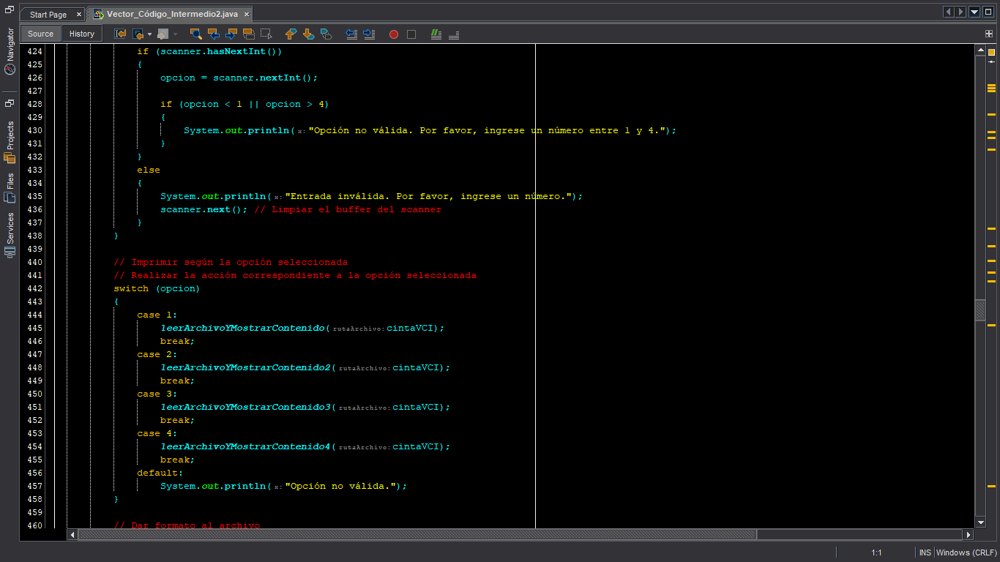 Start Page
Vector_Código_Intermedio2.java
Source History
Navigator
Projects
Files
Services
424 if (scanner.hasNextInt())
425 {
426 opcion = scanner.nextInt();
427
428 if (opcion < 1 || opcion > 4)
429 {
430 System.out.println(x:"Opción no válida. Por favor, ingrese un número entre 1 y 4.");
431 }
432 }
433 else
434 {
435 System.out.println(x:"Entrada inválida. Por favor, ingrese un número.");
436 scanner.next(); // Limpiar el buffer del scanner
437 }
438 }
439
440 // Imprimir según la opción seleccionada
441 // Realizar la acción correspondiente a la opción seleccionada
442 switch (opcion)
443 {
444 case 1:
445 leerArchivoYMostrarContenido(rutaArchivo:cintaVCI);
446 break;
447 case 2:
448 leerArchivoYMostrarContenido2(rutaArchivo:cintaVCI);
449 break;
450 case 3:
451 leerArchivoYMostrarContenido3(rutaArchivo:cintaVCI);
452 break;
453 case 4:
454 leerArchivoYMostrarContenido4(rutaArchivo:cintaVCI);
455 break;
456 default:
457 System.out.println(x:"Opción no válida.");
458 }
459
460 // Dar formato al archivo
1:1 INS Windows (CRLF)